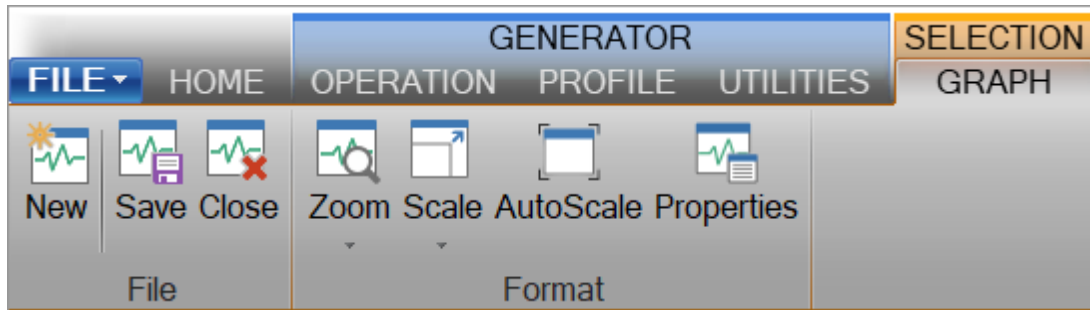 GENERATOR SELECTION
FILE HOME OPERATION PROFILE UTILITIES GRAPH
New Save Close Zoom Scale AutoScale Properties
File Format